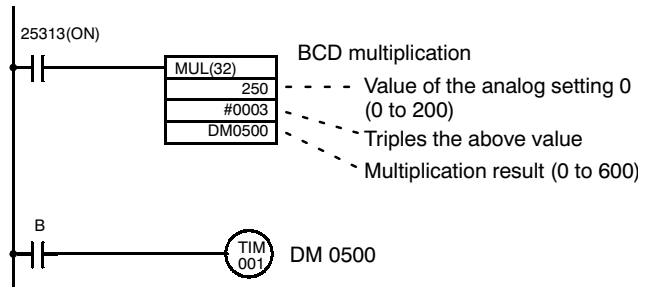 25313(ON)
BCD multiplication
MUL(32)
250
Value of the analog setting 0
(0 to 200)
#0003
Triples the above value
DM0500
Multiplication result (0 to 600)
B
TIM
001
DM 0500